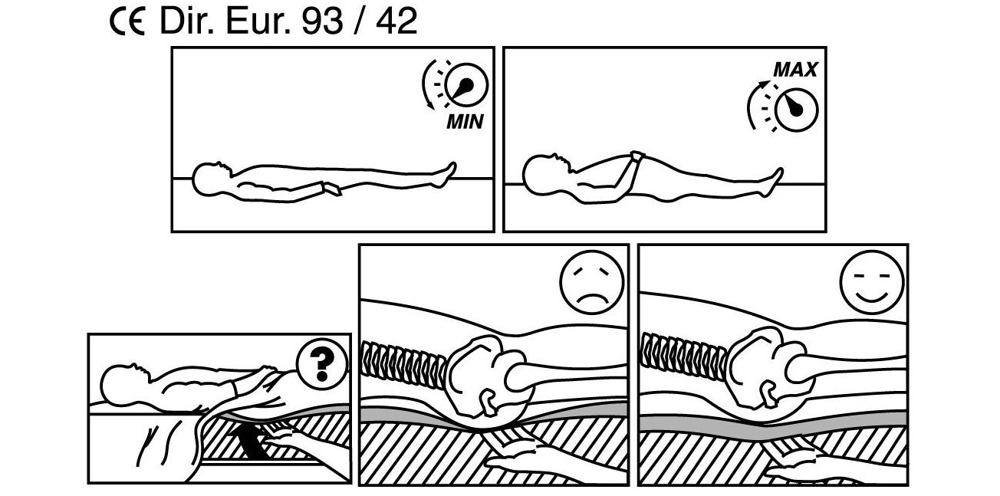 CE Dir. Eur. 93 / 42
MIN
MAX
?